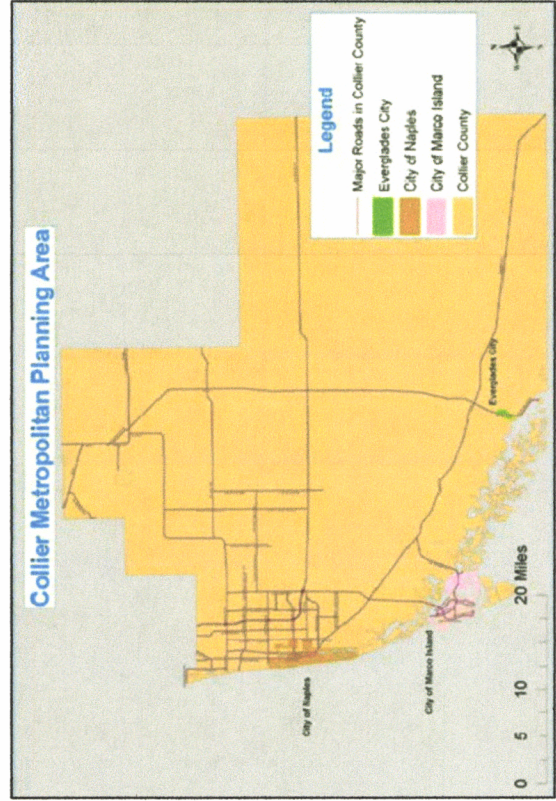 Collier Metropolitan Planning Area
Legend
Major Roads in Collier County
Everglades City
City of Naples
City of Marco Island
Collier County
N
E
S
W
Everglades City
City of Naples
City of Marco Island
0 5 10 20 Miles